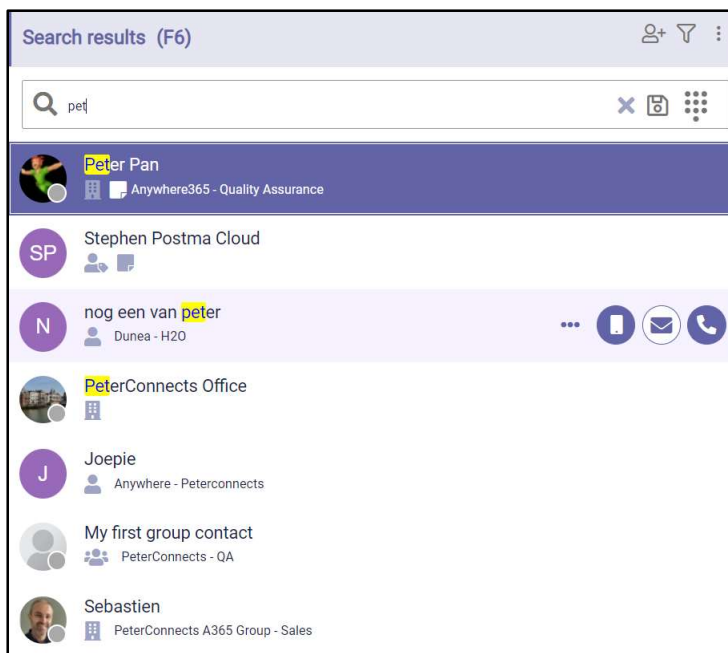 Search results (F6)
pet
Peter Pan
Anywhere365 - Quality Assurance
SP
Stephen Postma Cloud
N
nog een van peter
Dunea - H2O
PeterConnects Office
J
Joepie
Anywhere - Peterconnects
My first group contact
PeterConnects - QA
Sebastien
PeterConnects A365 Group - Sales